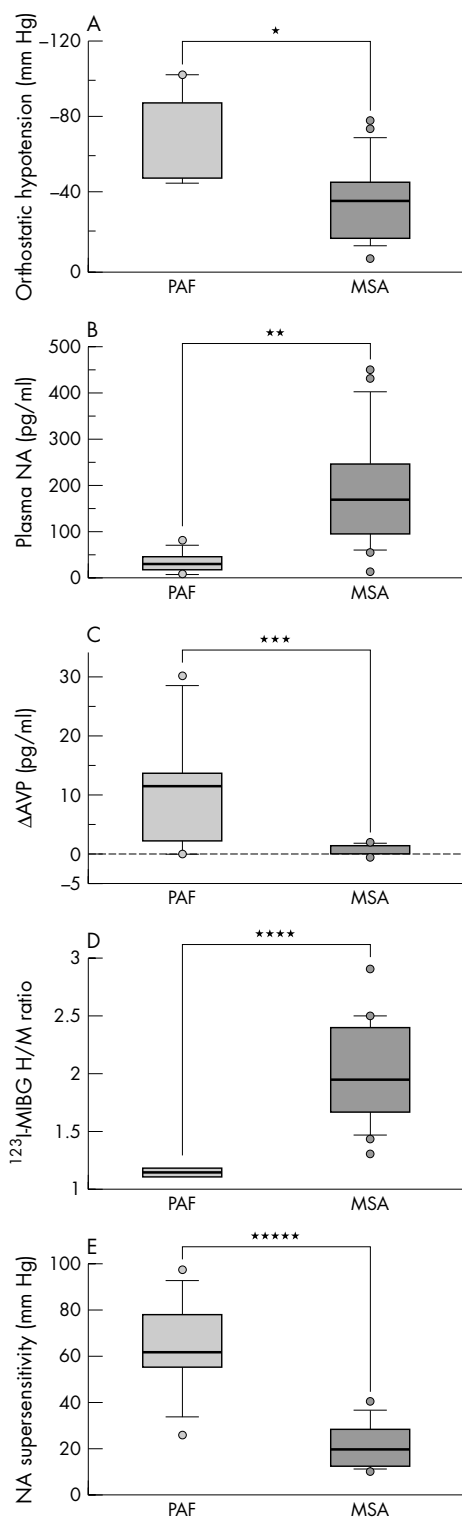 A
Orthostatic hypotension (mm Hg)
–120
–80
–40
0
★
PAF
MSA
B
Plasma NA (pg/ml)
500
400
300
200
100
0
★★
PAF
MSA
C
ΔAVP (pg/ml)
30
20
10
0
–5
★★★
PAF
MSA
D
¹²³I-MIBG H/M ratio
3
2.5
2
1.5
1
★★★★
PAF
MSA
E
NA supersensitivity (mm Hg)
100
80
60
40
20
0
★★★★★
PAF
MSA